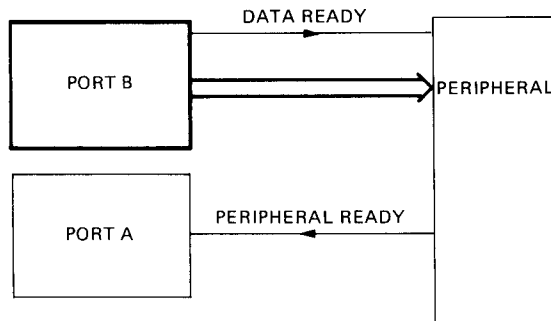 DATA READY
PORT B
PERIPHERAL
PERIPHERAL READY
PORT A